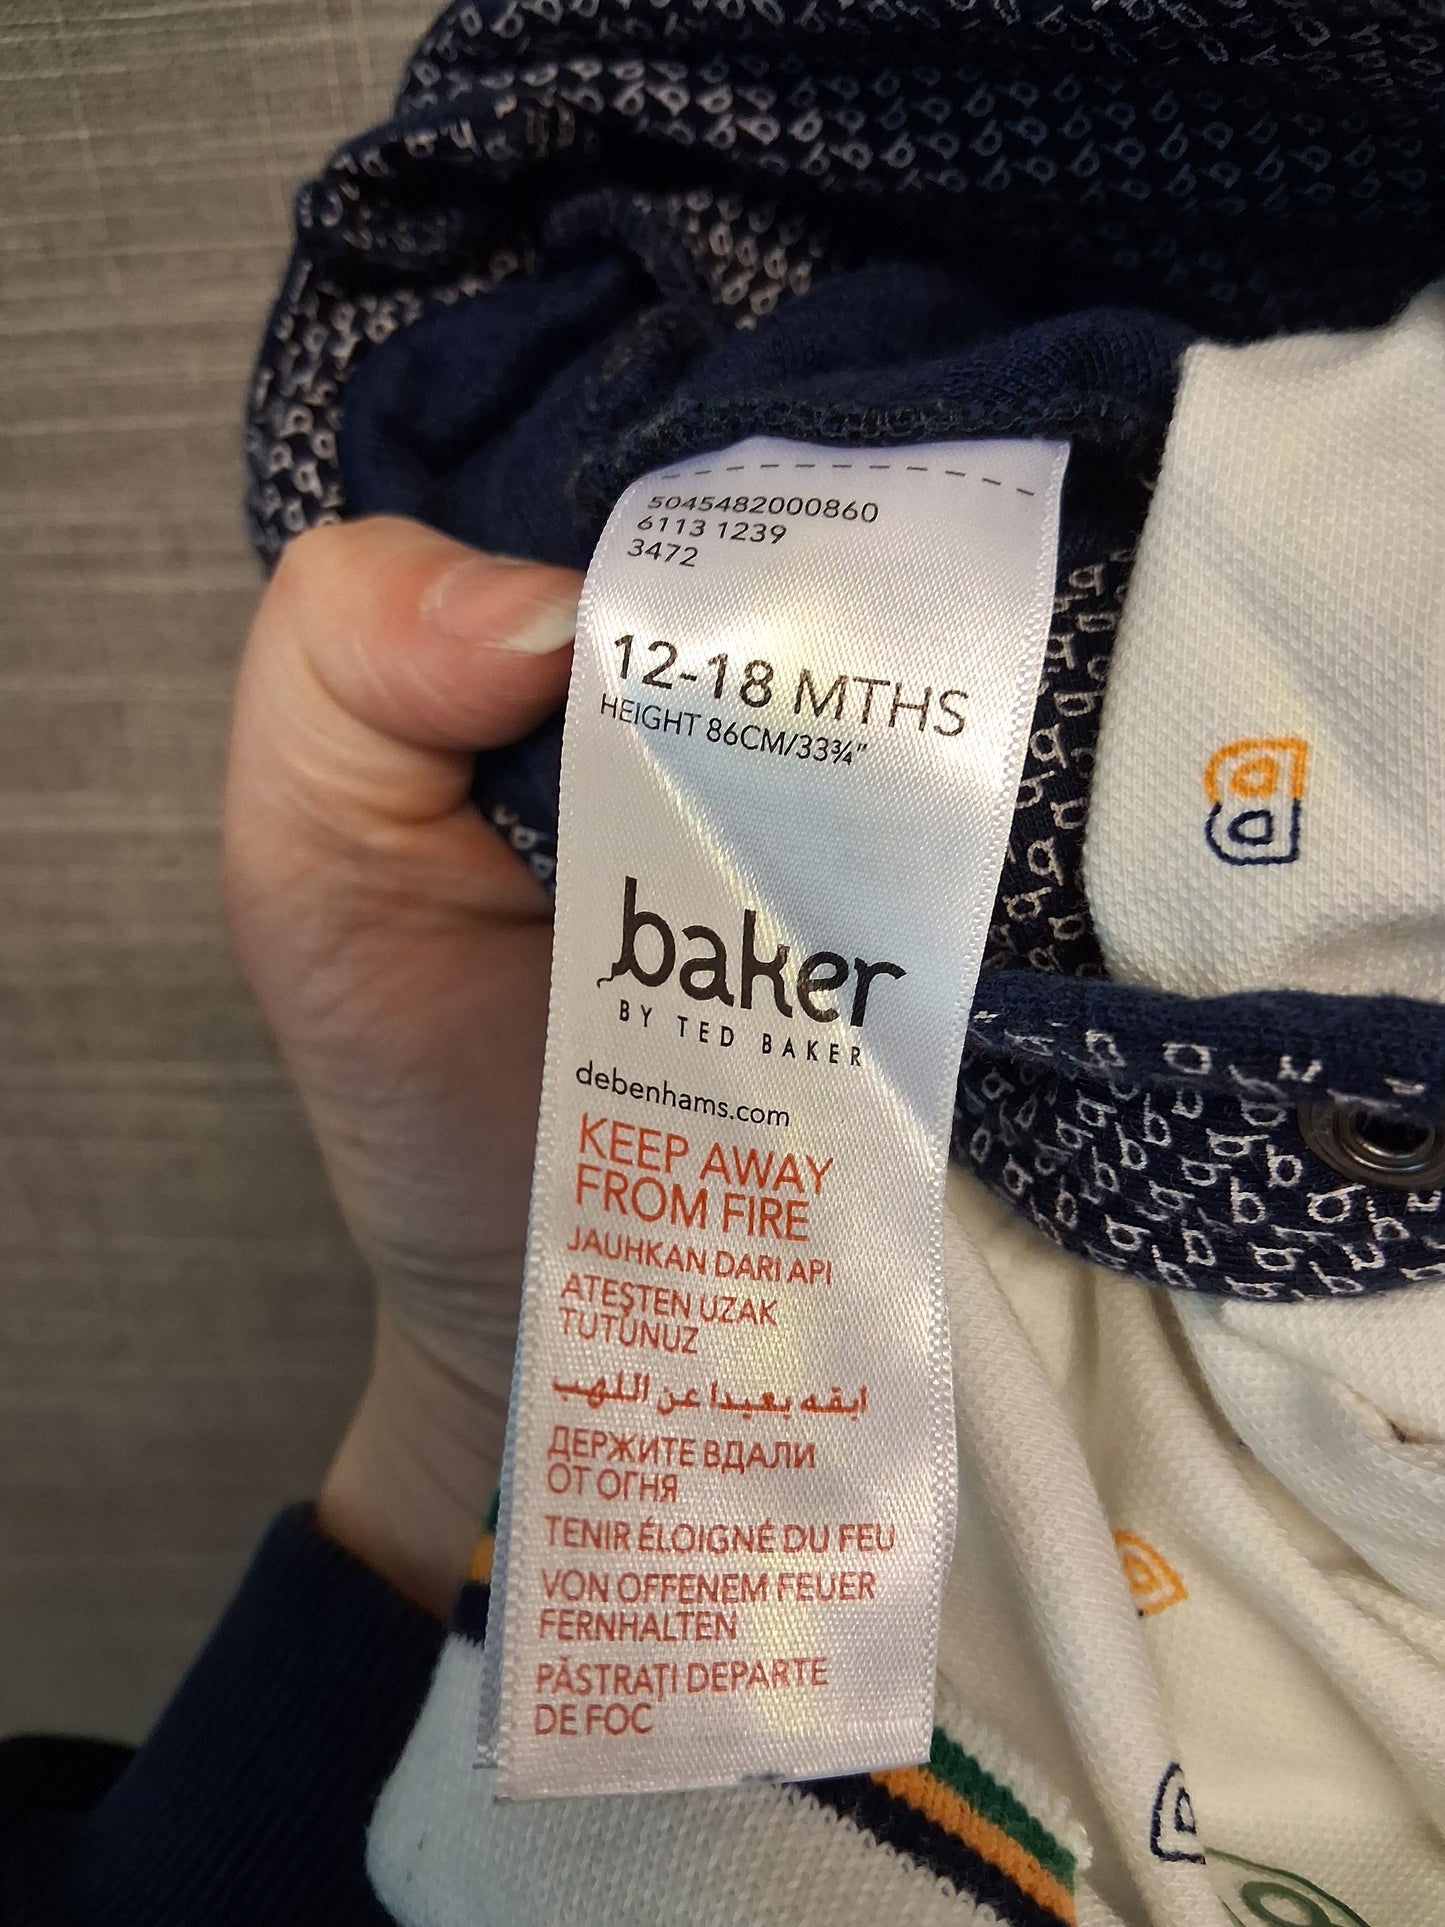 5045482000860
6113 1239
3472
12-18 MTHS
HEIGHT 86CM/33¾"
baker
BY TED BAKER
debenhams.com
KEEP AWAY
FROM FIRE
JAUHKAN DARI API
ATEŞTEN UZAK
TUTUNUZ
ابقه بعيدا عن اللهب
ДЕРЖИТЕ ВДАЛИ
ОТ ОГНЯ
TENIR ÉLOIGNÉ DU FEU
VON OFFENEM FEUER
FERNHALTEN
PĂSTRAȚI DEPARTE
DE FOC